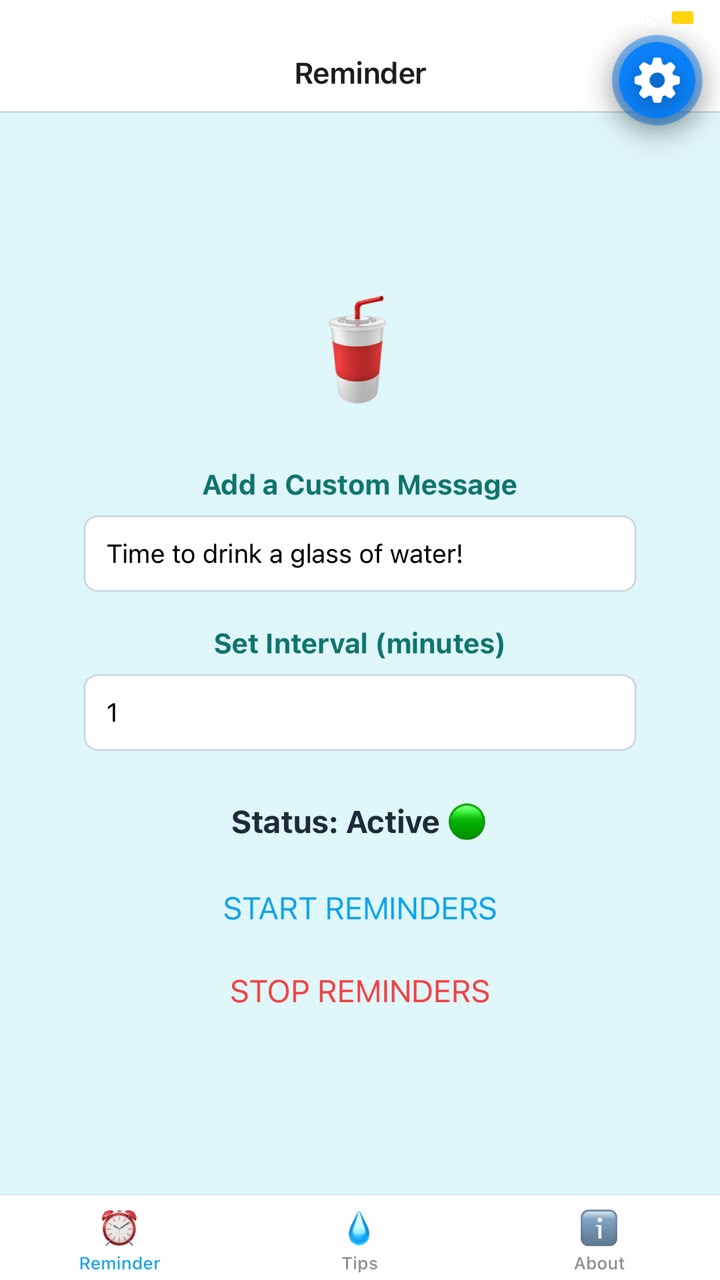 Reminder
Add a Custom Message
Time to drink a glass of water!
Set Interval (minutes)
1
Status: Active
START REMINDERS
STOP REMINDERS
Reminder
Tips
About